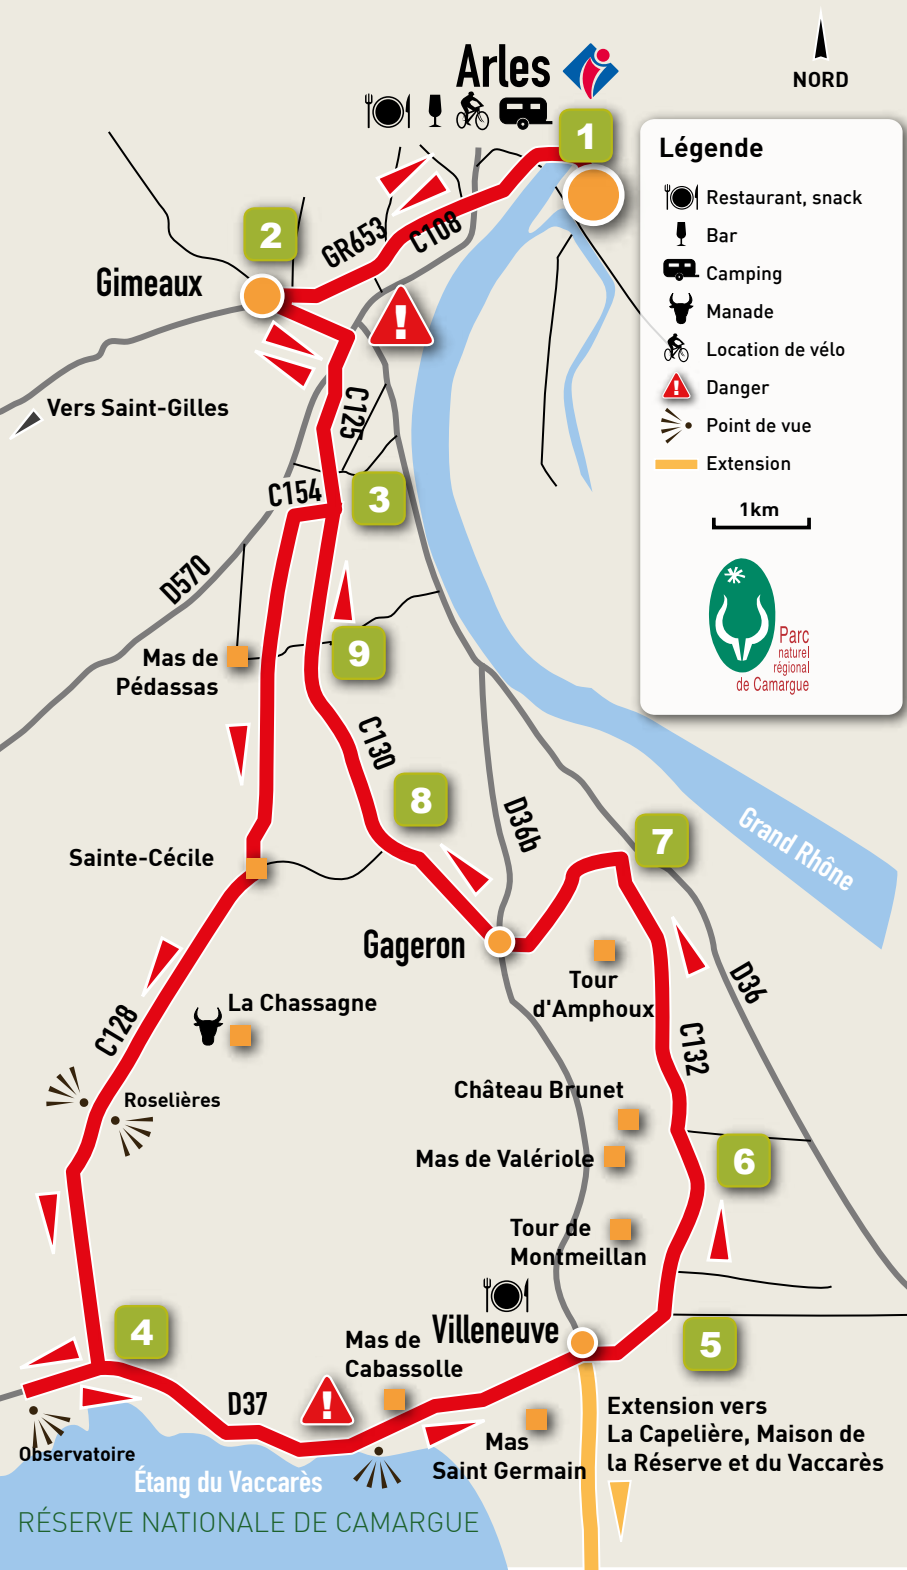 Arles
NORD
1
Légende
Restaurant, snack
Bar
Camping
Manade
Location de vélo
Danger
Point de vue
Extension
1km
Parc
naturel
régional
de Camargue
2
GR653
C108
Gimeaux
!
Vers Saint-Gilles
C125
C154
3
D570
9
Mas de
Pédassas
C130
8
D36b
7
Grand Rhône
Sainte-Cécile
Gageron
Tour
d'Amphoux
D36
La Chassagne
C128
C132
Roselières
Château Brunet
Mas de Valériole
6
Tour de
Montmeillan
4
Villeneuve
5
Mas de
Cabassolle
D37
!
Extension vers
La Capelière, Maison de
la Réserve et du Vaccarès
Mas
Saint Germain
Observatoire
Étang du Vaccarès
RÉSERVE NATIONALE DE CAMARGUE